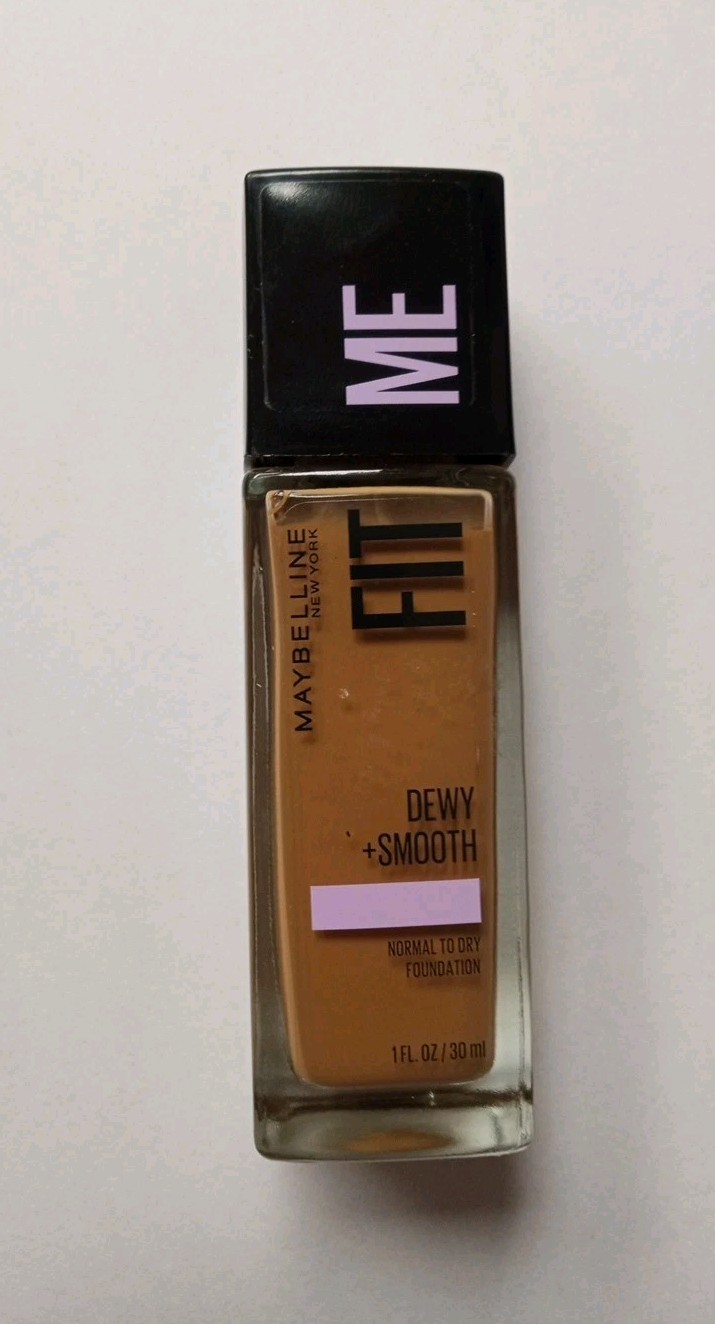 FIT ME
MAYBELLINE
NEW YORK
DEWY
+SMOOTH
NORMAL TO DRY
FOUNDATION
1 FL. OZ / 30 ml